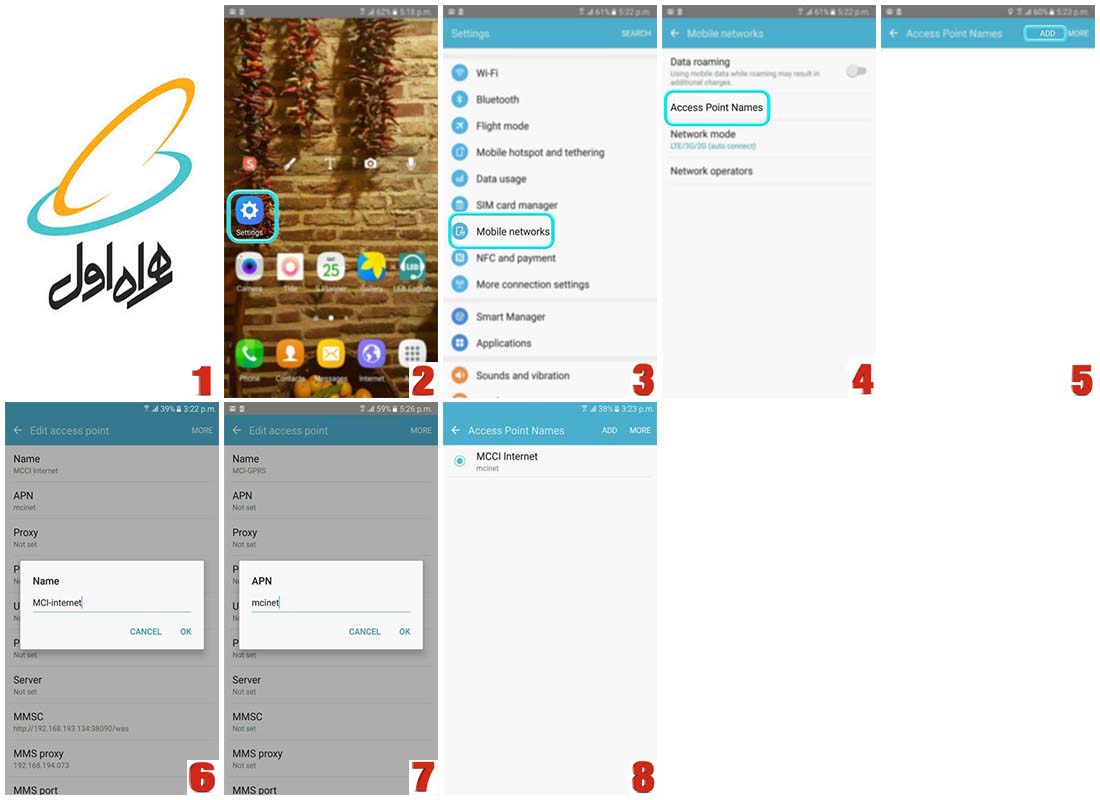 همراه اول
1
62% 5:18 p.m.
Settings
Camera
Tide
S Planner
Gallery
LEB English
SAT
25
Phone
Contacts
Messages
Internet
2
61% 5:22 p.m.
Settings
SEARCH
Wi-Fi
Bluetooth
Flight mode
Mobile hotspot and tethering
Data usage
SIM card manager
Mobile networks
NFC and payment
More connection settings
Smart Manager
Applications
Sounds and vibration
3
61% 5:22 p.m.
Mobile networks
Data roaming
Using mobile data while roaming may result in
additional charges.
Access Point Names
Network mode
LTE/3G/2G (auto connect)
Network operators
4
60% 5:23 p.m.
Access Point Names
ADD
MORE
5
39% 3:22 p.m.
Edit access point
MORE
Name
MCCI Internet
APN
mcinet
Proxy
Not set
Name
MCI-internet
CANCEL
OK
Not set
Server
Not set
MMSC
http://192.168.193.134:38090/was
MMS proxy
192.168.194.073
MMS port
6
59% 5:26 p.m.
Edit access point
MORE
Name
MCI-GPRS
APN
Not set
Proxy
Not set
APN
mcinet
CANCEL
OK
Not set
Server
Not set
MMSC
Not set
MMS proxy
Not set
MMS port
7
38% 3:23 p.m.
Access Point Names
ADD
MORE
MCCI Internet
mcinet
8